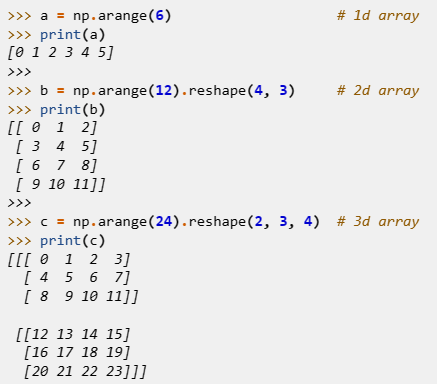 >>> a = np.arange(6)                    # 1d array
>>> print(a)
[0 1 2 3 4 5]
>>>
>>> b = np.arange(12).reshape(4, 3)     # 2d array
>>> print(b)
[[ 0  1  2]
 [ 3  4  5]
 [ 6  7  8]
 [ 9 10 11]]
>>>
>>> c = np.arange(24).reshape(2, 3, 4)  # 3d array
>>> print(c)
[[[ 0  1  2  3]
  [ 4  5  6  7]
  [ 8  9 10 11]]

 [[12 13 14 15]
  [16 17 18 19]
  [20 21 22 23]]]